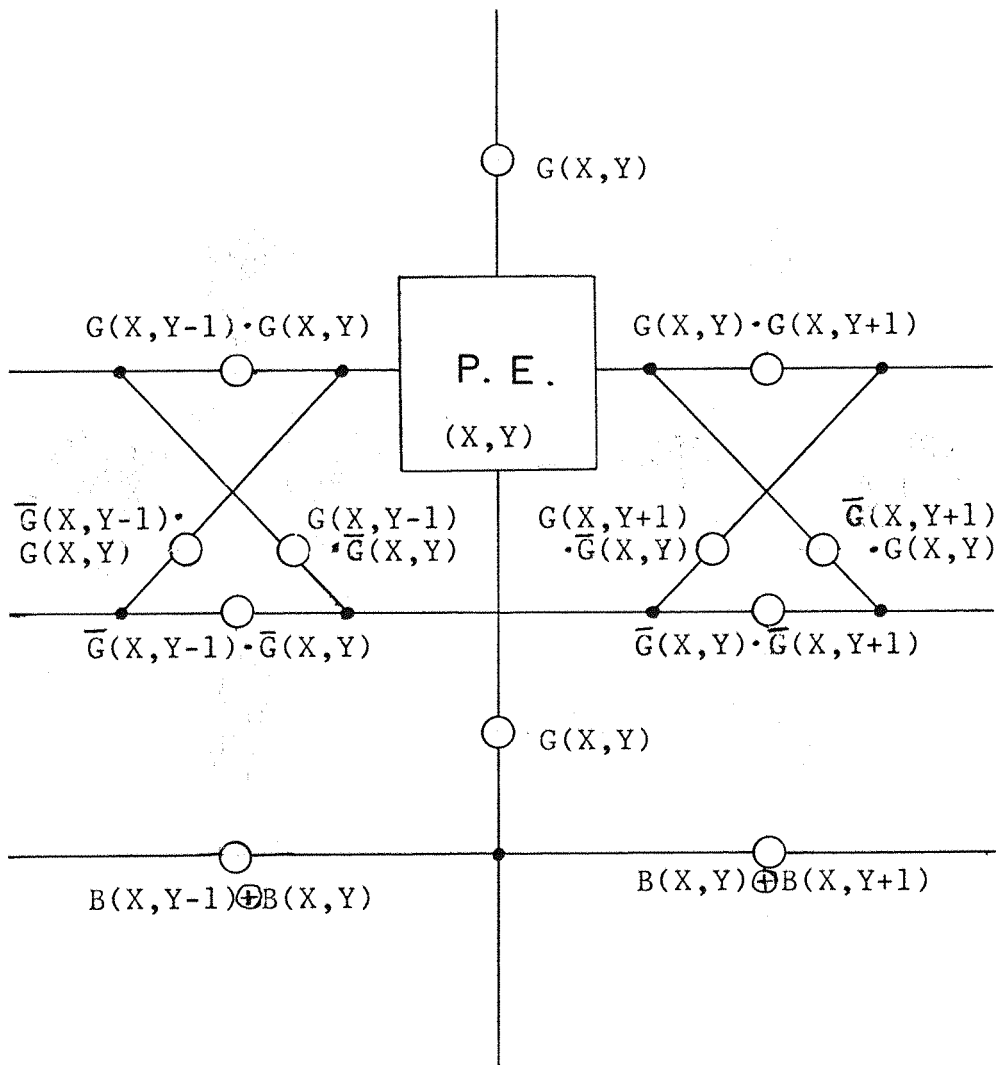 G(X,Y)
G(X,Y-1)·G(X,Y)
G(X,Y)·G(X,Y+1)
P. E.
(X,Y)
G̅(X,Y-1)·
G(X,Y)
G(X,Y-1)
·G̅(X,Y)
G(X,Y+1)
·G̅(X,Y)
G̅(X,Y+1)
·G(X,Y)
G̅(X,Y-1)·G̅(X,Y)
G̅(X,Y)·G̅(X,Y+1)
G(X,Y)
B(X,Y-1)⊕B(X,Y)
B(X,Y)⊕B(X,Y+1)